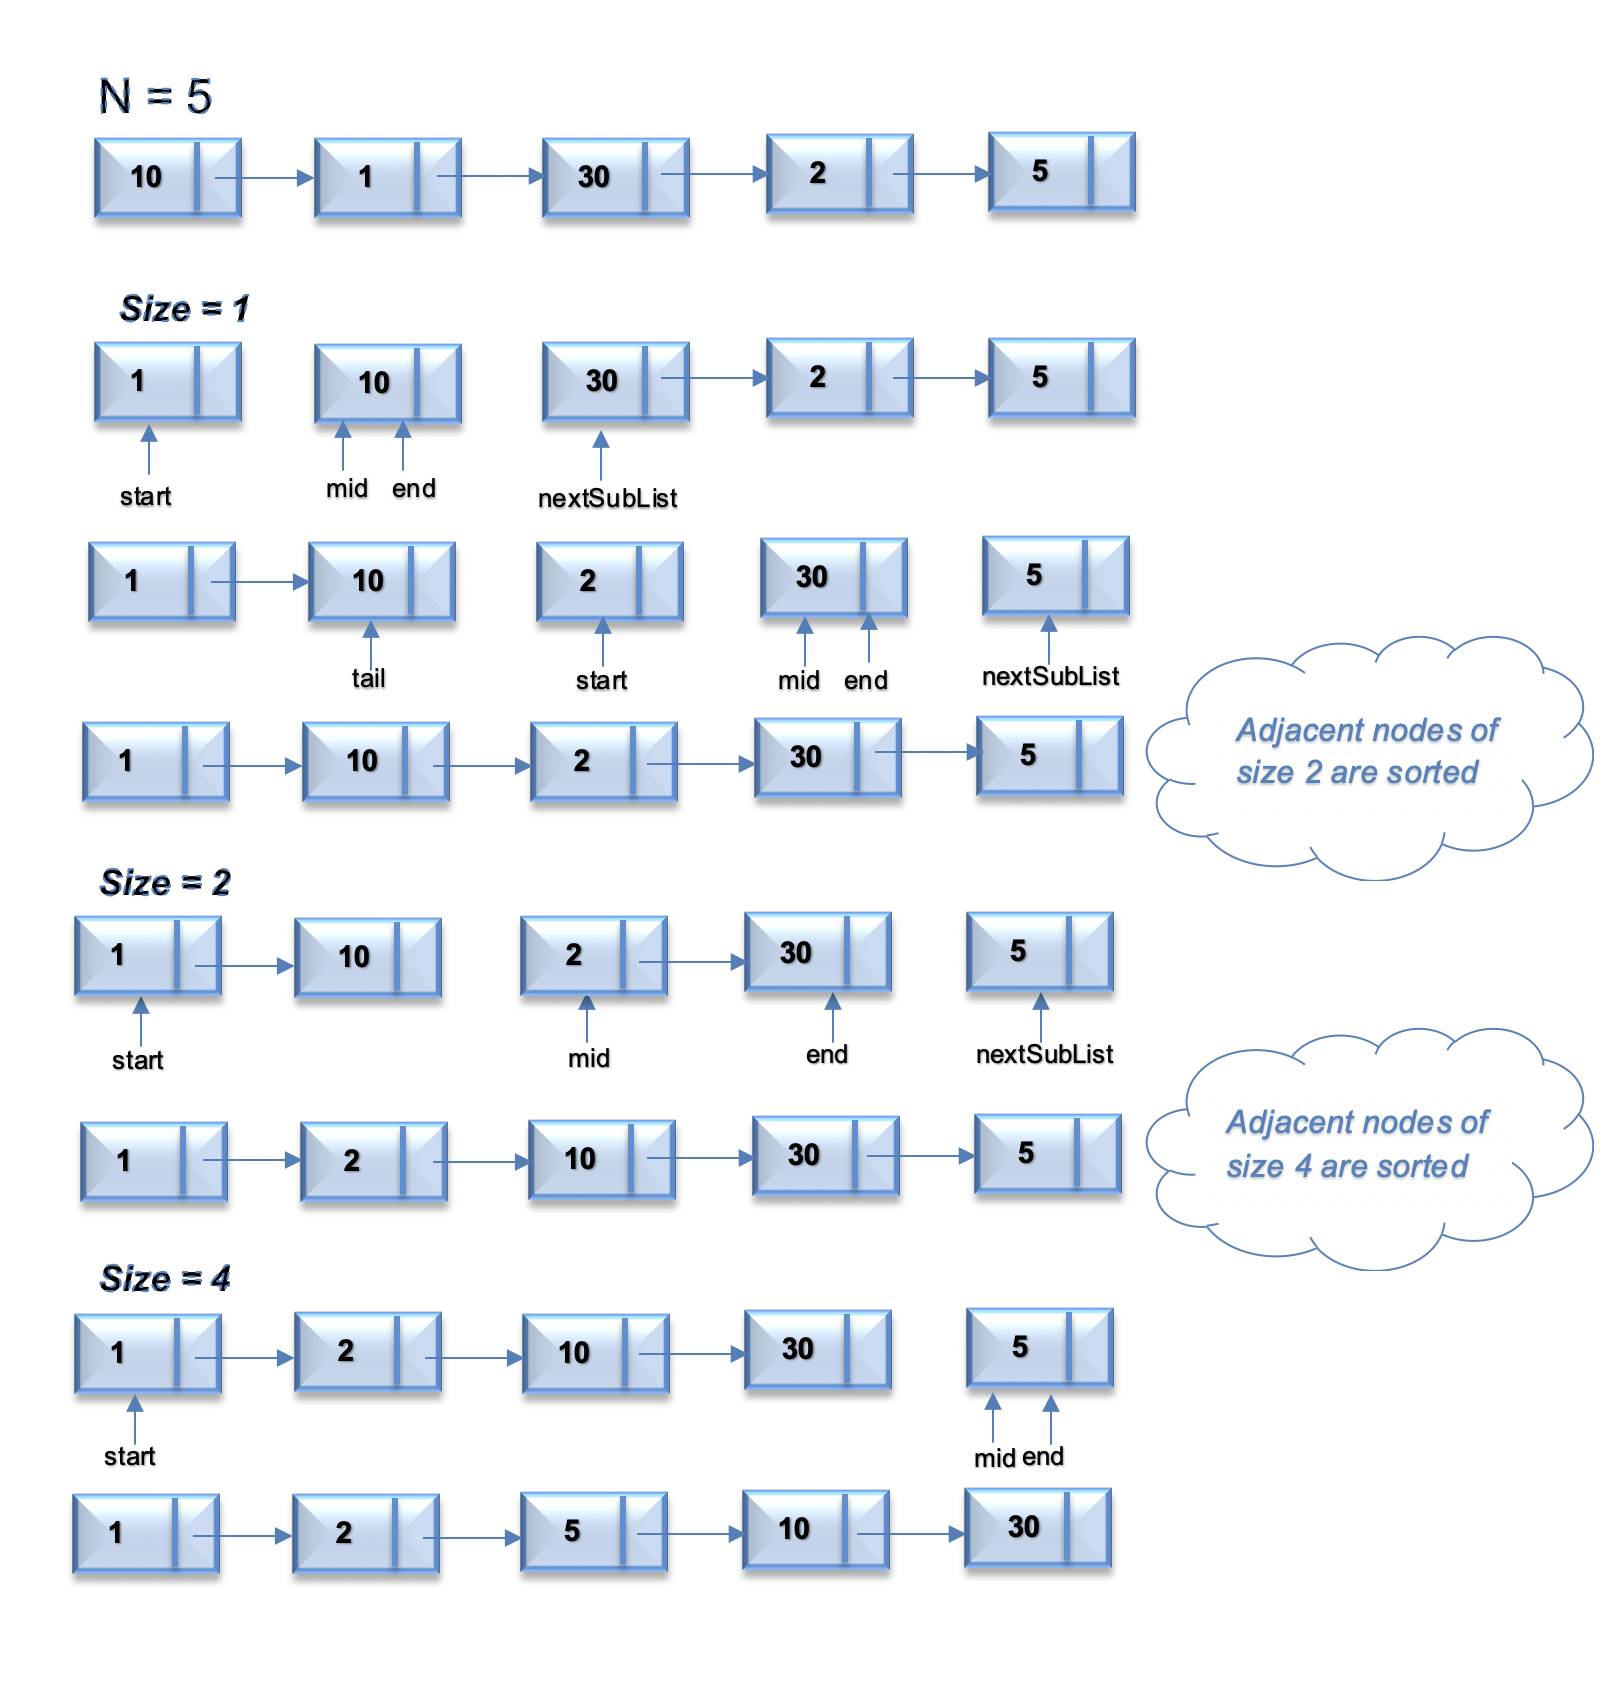 N = 5
10 1 30 2 5
Size = 1
1 10 30 2 5
start mid end nextSubList
1 10 2 30 5
tail start mid end nextSubList
Adjacent nodes of
size 2 are sorted
1 10 2 30 5
Size = 2
1 10 2 30 5
start mid end nextSubList
Adjacent nodes of
size 4 are sorted
1 2 10 30 5
Size = 4
1 2 10 30 5
start mid end
1 2 5 10 30